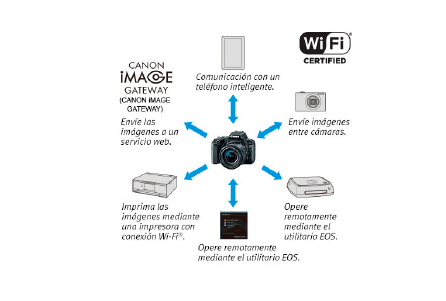 Wi Fi
CERTIFIED
CANON
iMAGE
GATEWAY
(CANON iMAGE
GATEWAY)
Envíe las
imágenes a un
servicio web.
Comunicación con un
teléfono inteligente.
Envíe imágenes
entre cámaras.
Imprima las
imágenes mediante
una impresora con
conexión Wi-Fi®.
Opere remotamente
mediante el utilitario EOS.
Opere
remotamente
mediante el
utilitario EOS.